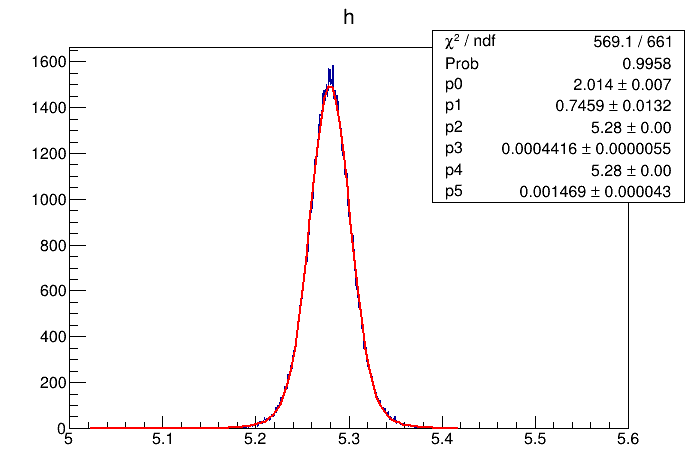 h
χ² / ndf 569.1 / 661
Prob 0.9958
p0 2.014 ± 0.007
p1 0.7459 ± 0.0132
p2 5.28 ± 0.00
p3 0.0004416 ± 0.0000055
p4 5.28 ± 0.00
p5 0.001469 ± 0.000043
1600
1400
1200
1000
800
600
400
200
0
5 5.1 5.2 5.3 5.4 5.5 5.6